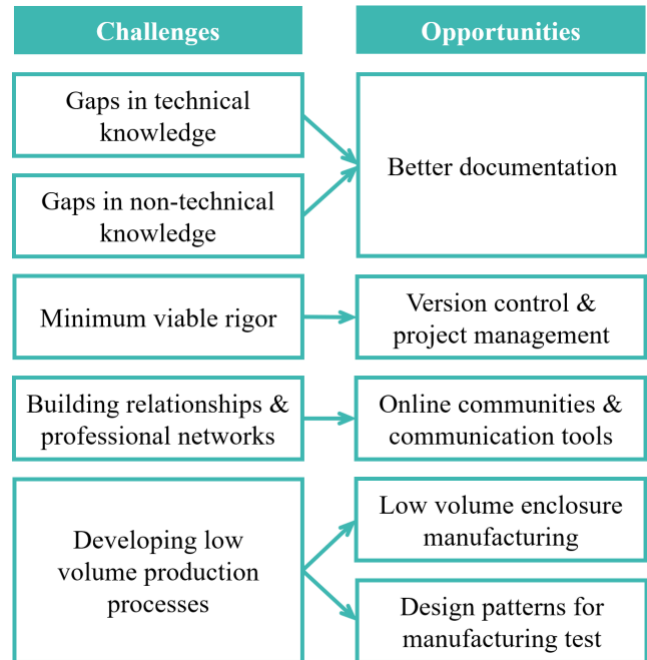 Challenges
Opportunities
Gaps in technical
knowledge
Gaps in non-technical
knowledge
Better documentation
Minimum viable rigor
Version control &
project management
Building relationships &
professional networks
Online communities &
communication tools
Developing low
volume production
processes
Low volume enclosure
manufacturing
Design patterns for
manufacturing test